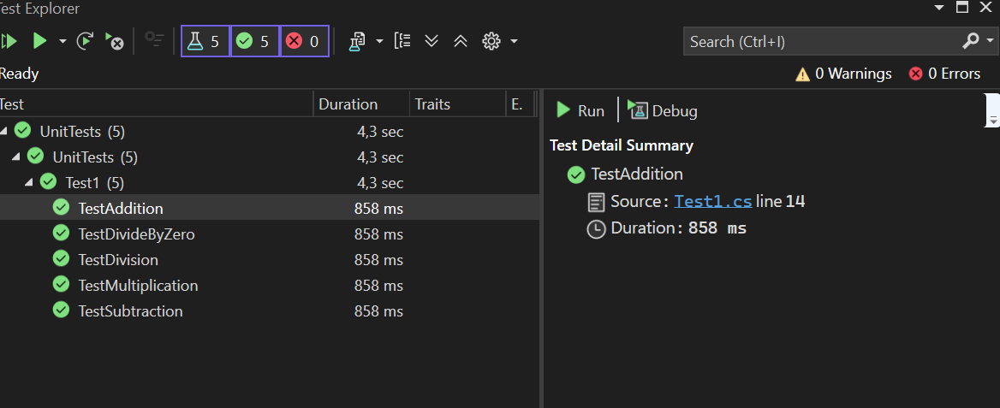 Test Explorer
5 5 0
Search (Ctrl+I)
Ready
0 Warnings 0 Errors
Test Duration Traits E.
UnitTests (5) 4,3 sec
UnitTests (5) 4,3 sec
Test1 (5) 4,3 sec
TestAddition 858 ms
TestDivideByZero 858 ms
TestDivision 858 ms
TestMultiplication 858 ms
TestSubtraction 858 ms
Run Debug
Test Detail Summary
TestAddition
Source: Test1.cs line 14
Duration: 858 ms